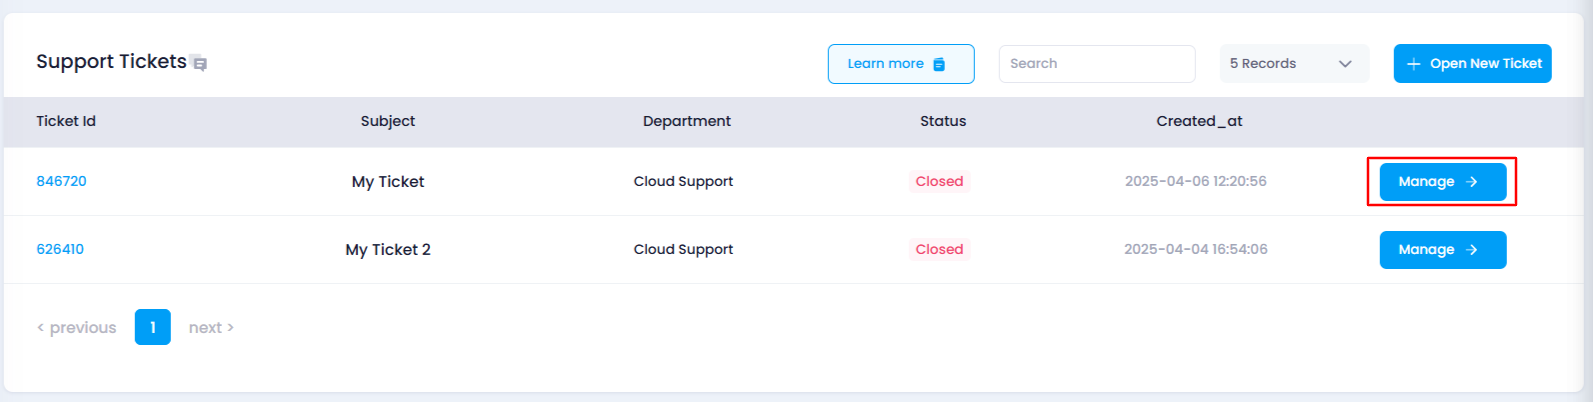 Support Tickets
Learn more
Search
5 Records
+ Open New Ticket
Ticket Id Subject Department Status Created_at
846720 My Ticket Cloud Support Closed 2025-04-06 12:20:56 Manage →
626410 My Ticket 2 Cloud Support Closed 2025-04-04 16:54:06 Manage →
< previous 1 next >